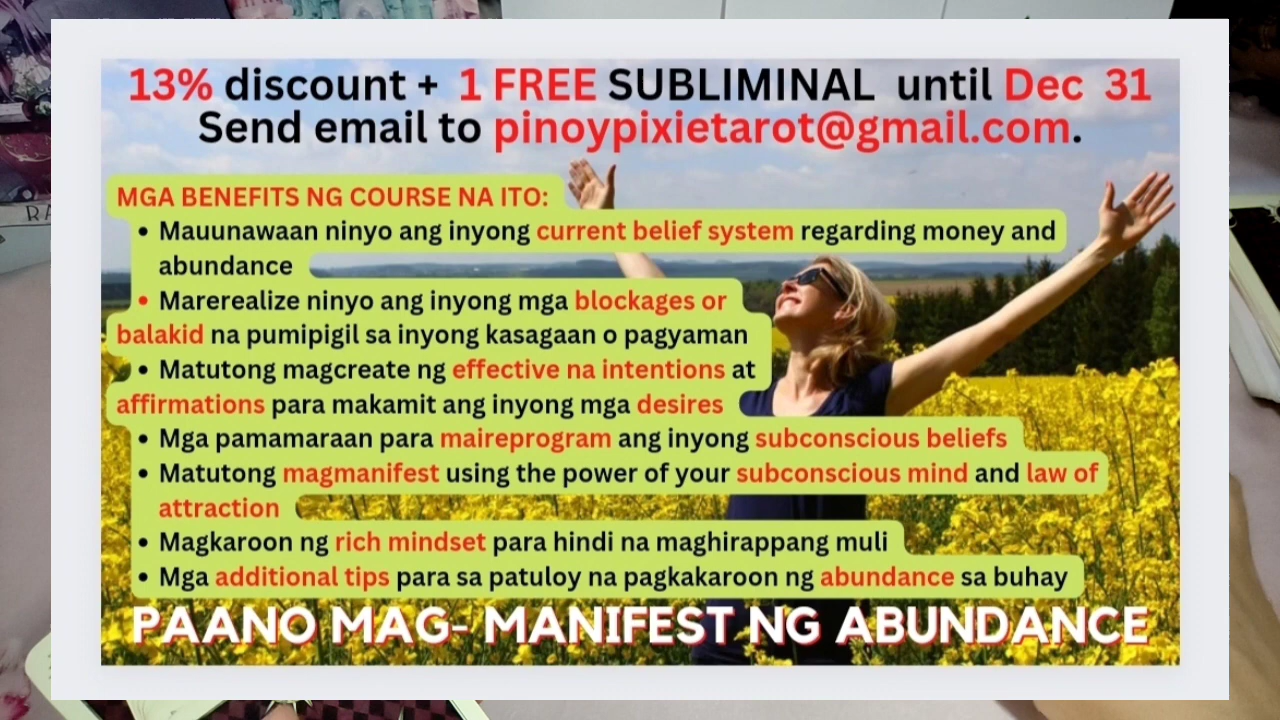 13% discount + 1 FREE SUBLIMINAL until Dec 31
Send email to pinoypixietarot@gmail.com.
MGA BENEFITS NG COURSE NA ITO:
• Mauunawaan ninyo ang inyong current belief system regarding money and
abundance
• Marerealize ninyo ang inyong mga blockages or
balakid na pumipigil sa inyong kasagaan o pagyaman
• Matutong magcreate ng effective na intentions at
affirmations para makamit ang inyong mga desires
• Mga pamamaraan para maireprogram ang inyong subconscious beliefs
• Matutong magmanifest using the power of your subconscious mind and law of
attraction
• Magkaroon ng rich mindset para hindi na maghirappang muli
• Mga additional tips para sa patuloy na pagkakaroon ng abundance sa buhay
PAANO MAG- MANIFEST NG ABUNDANCE